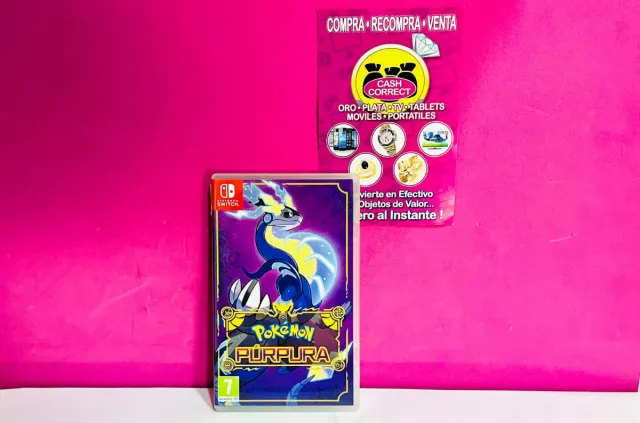 COMPRA • RECOMPRA • VENTA
CASH
CORRECT
ORO • PLATA • TV • TABLETS
MOVILES • PORTATILES
vierte en Efectivo
Objetos de Valor...
ero al Instante !
NINTENDO
SWITCH
POKÉMON
PÚRPURA
7